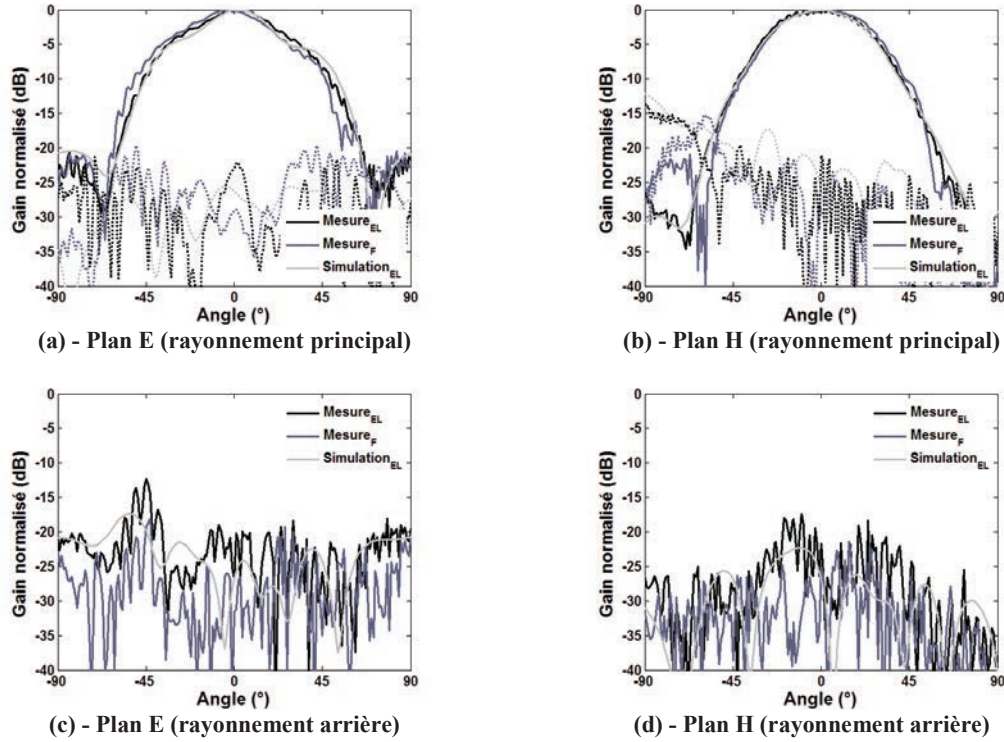 0
-5
-10
-15
-20
-25
-30
-35
-40
Gain normalisé (dB)
Mesure_EL
Mesure_F
Simulation_EL
-90 -45 0 45 90
Angle (°)
(a) - Plan E (rayonnement principal)
0
-5
-10
-15
-20
-25
-30
-35
-40
Gain normalisé (dB)
Mesure_EL
Mesure_F
Simulation_EL
-90 -45 0 45 90
Angle (°)
(b) - Plan H (rayonnement principal)
0
-5
-10
-15
-20
-25
-30
-35
-40
Gain normalisé (dB)
Mesure_EL
Mesure_F
Simulation_EL
-90 -45 0 45 90
Angle (°)
(c) - Plan E (rayonnement arrière)
0
-5
-10
-15
-20
-25
-30
-35
-40
Gain normalisé (dB)
Mesure_EL
Mesure_F
Simulation_EL
-90 -45 0 45 90
Angle (°)
(d) - Plan H (rayonnement arrière)